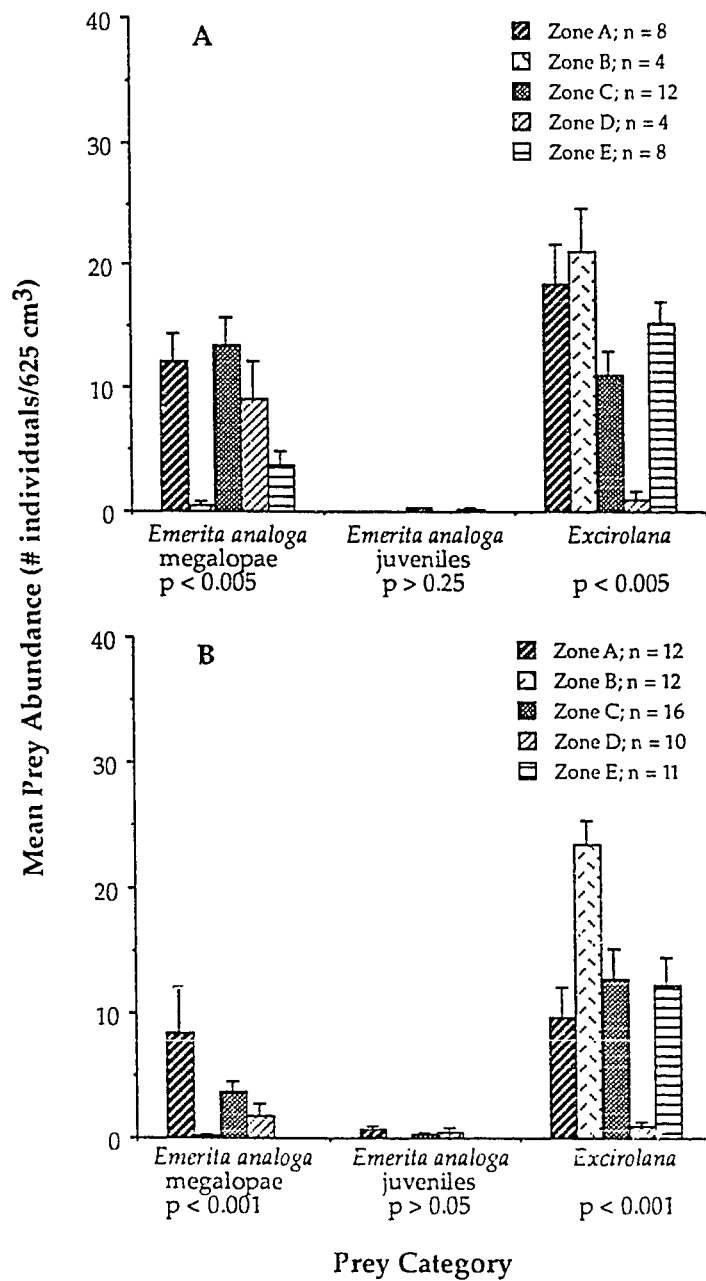 Mean Prey Abundance (# individuals/625 cm³)
A
40
30
20
10
0
Zone A; n = 8
Zone B; n = 4
Zone C; n = 12
Zone D; n = 4
Zone E; n = 8
Emerita analoga
megalopae
p < 0.005
Emerita analoga
juveniles
p > 0.25
Excirolana
p < 0.005
B
40
30
20
10
0
Zone A; n = 12
Zone B; n = 12
Zone C; n = 16
Zone D; n = 10
Zone E; n = 11
Emerita analoga
megalopae
p < 0.001
Emerita analoga
juveniles
p > 0.05
Excirolana
p < 0.001
Prey Category